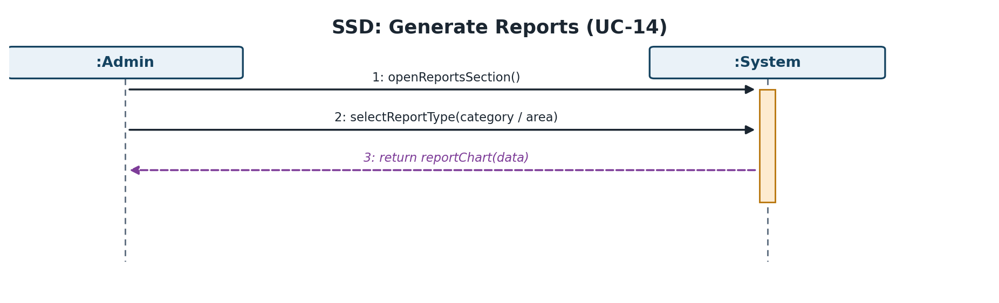 SSD: Generate Reports (UC-14)
:Admin
:System
1: openReportsSection()
2: selectReportType(category / area)
3: return reportChart(data)